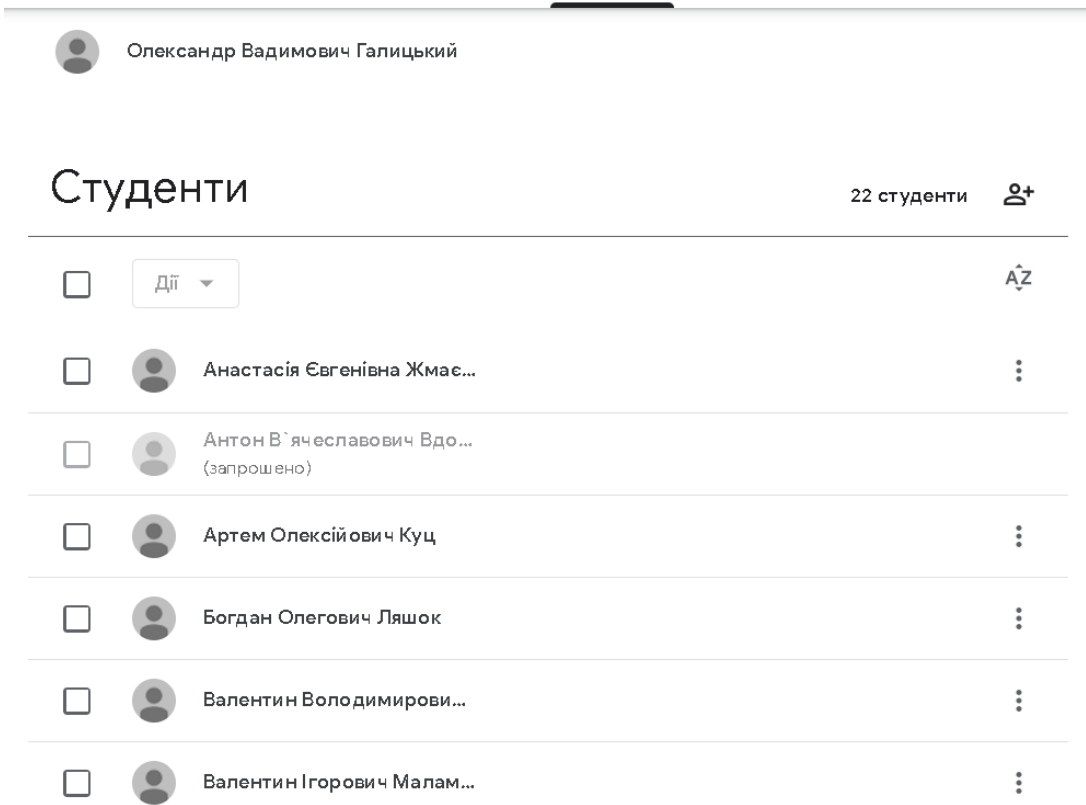 Олександр Вадимович Галицький
Студенти
22 студенти
Дії
AZ
Анастасія Євгенівна Жмає...
Антон В`ячеславович Вдо...
(запрошено)
Артем Олексійович Куц
Богдан Олегович Ляшок
Валентин Володимирови...
Валентин Ігорович Малам...